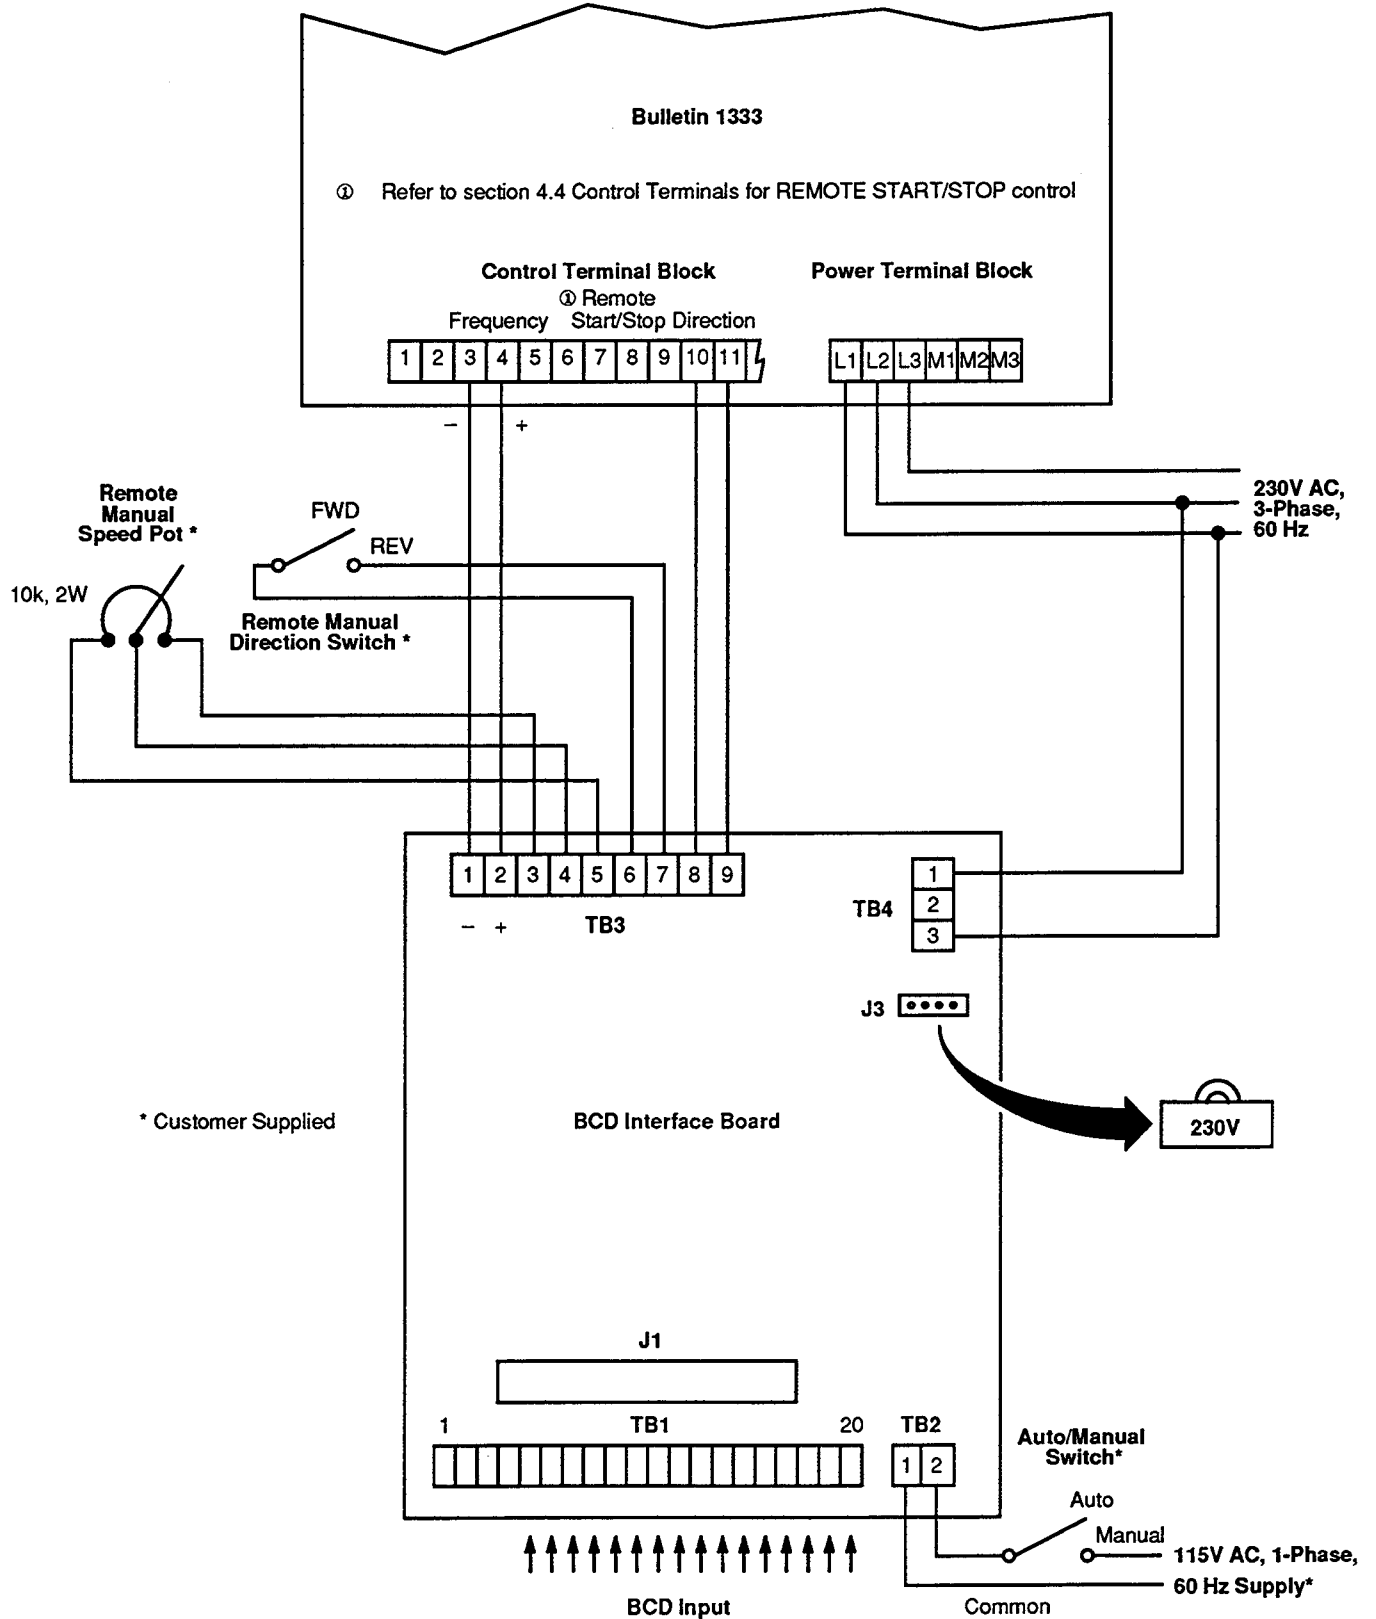 Bulletin 1333
① Refer to section 4.4 Control Terminals for REMOTE START/STOP control
Control Terminal Block
Power Terminal Block
① Remote
Frequency Start/Stop Direction
1 2 3 4 5 6 7 8 9 10 11
L1 L2 L3 M1 M2 M3
– +
230V AC,
3-Phase,
60 Hz
Remote
Manual
Speed Pot *
10k, 2W
FWD
REV
Remote Manual
Direction Switch *
1 2 3 4 5 6 7 8 9
– +
TB3
TB4
1
2
3
J3
230V
* Customer Supplied
BCD Interface Board
J1
1 TB1 20
TB2
1 2
Auto/Manual
Switch*
Auto
Manual
115V AC, 1-Phase,
60 Hz Supply*
Common
BCD Input